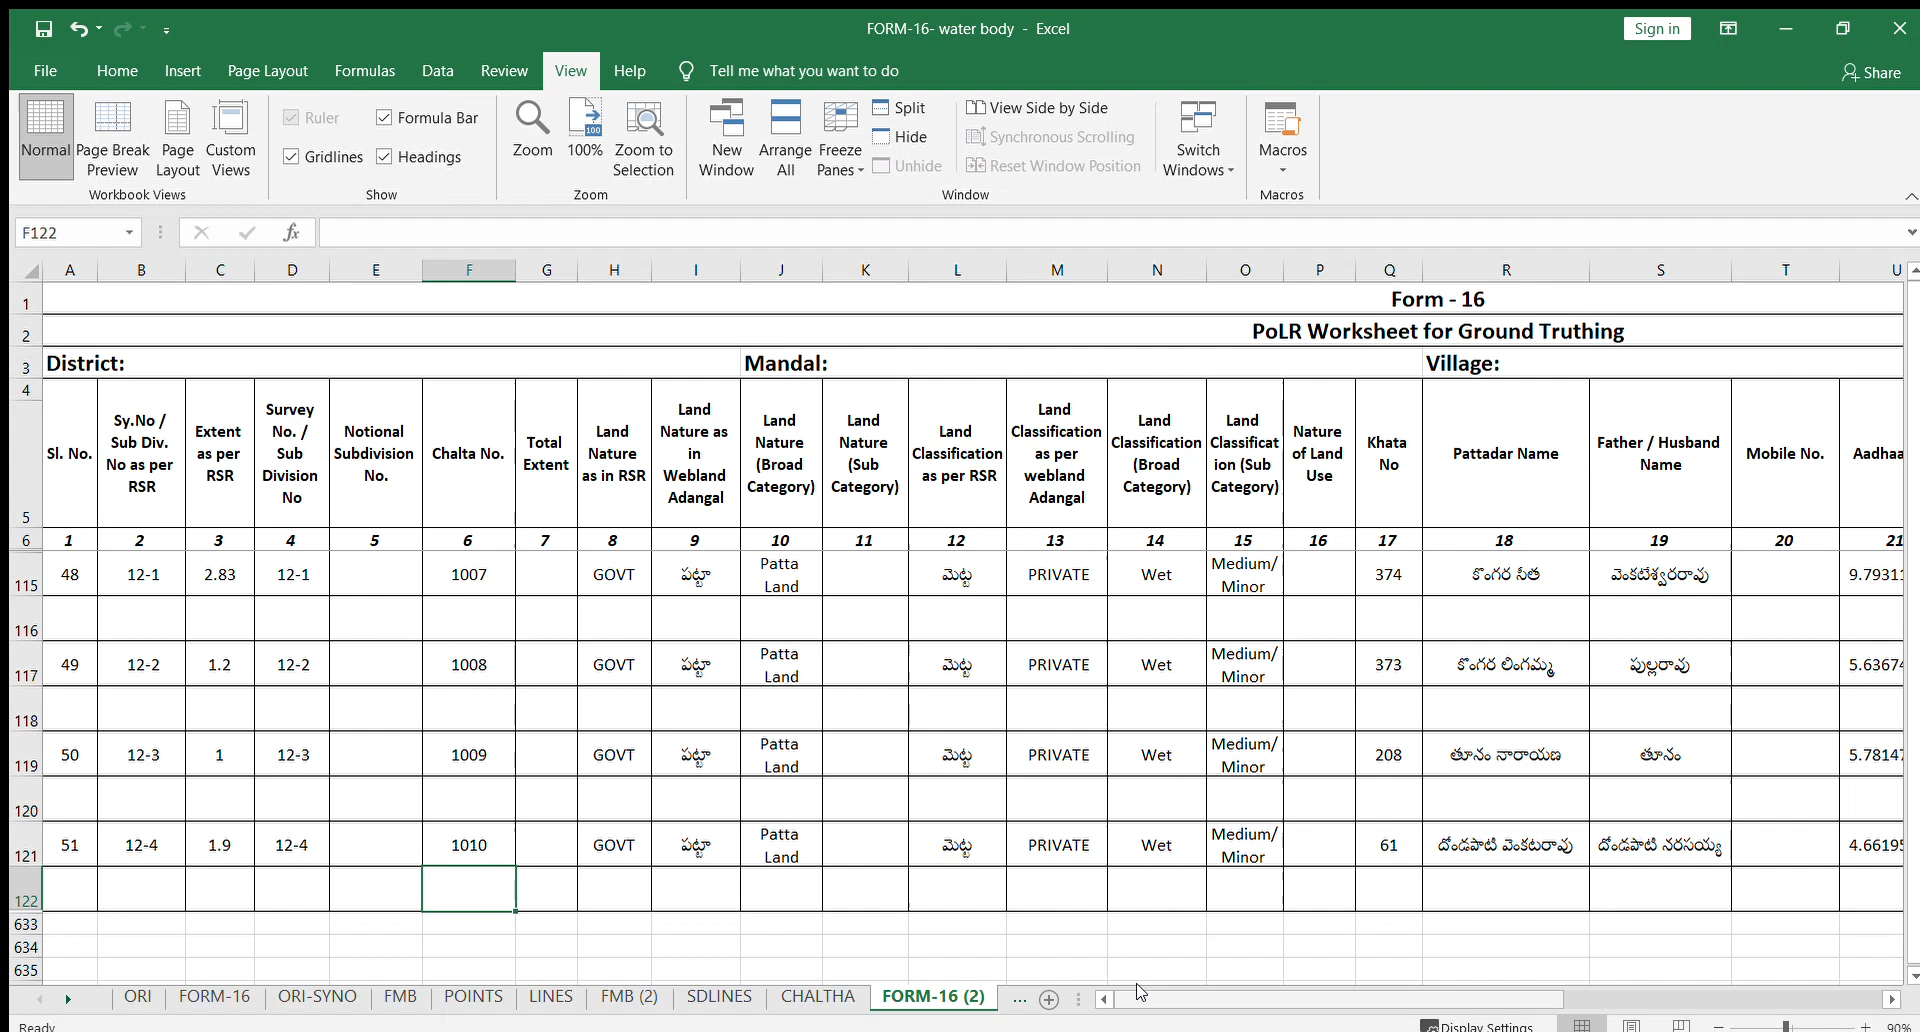 FORM-16- water body - Excel
Sign in
File Home Insert Page Layout Formulas Data Review View Help Tell me what you want to do Share
Normal Page Break Preview Page Layout Custom Views
Workbook Views
Ruler Formula Bar
Gridlines Headings
Show
Zoom 100% Zoom to Selection
Zoom
New Window Arrange All Freeze Panes
Split
Hide
Unhide
View Side by Side
Synchronous Scrolling
Reset Window Position
Switch Windows
Window
Macros
Macros
F122 fx
A B C D E F G H I J K L M N O P Q R S T U
1 Form - 16
2 PoLR Worksheet for Ground Truthing
3 District: Mandal: Village:
4
5 Sl. No. Sy.No / Sub Div. No as per RSR Extent as per RSR Survey No. / Sub Division No Notional Subdivision No. Chalta No. Total Extent Land Nature as in RSR Land Nature as in Webland Adangal Land Nature (Broad Category) Land Nature (Sub Category) Land Classification as per RSR Land Classification as per webland Adangal Land Classification (Broad Category) Land Classificat ion (Sub Category) Nature of Land Use Khata No Pattadar Name Father / Husband Name Mobile No. Aadhaa
6 1 2 3 4 5 6 7 8 9 10 11 12 13 14 15 16 17 18 19 20 21
115 48 12-1 2.83 12-1 1007 GOVT పట్టా Patta Land మెట్ట PRIVATE Wet Medium/ Minor 374 కొంగర సీత వెంకటేశ్వరరావు 9.7931
116
117 49 12-2 1.2 12-2 1008 GOVT పట్టా Patta Land మెట్ట PRIVATE Wet Medium/ Minor 373 కొంగర లింగమ్మ పుల్లారావు 5.6367
118
119 50 12-3 1 12-3 1009 GOVT పట్టా Patta Land మెట్ట PRIVATE Wet Medium/ Minor 208 తూనం నారాయణ తూనం 5.7814
120
121 51 12-4 1.9 12-4 1010 GOVT పట్టా Patta Land మెట్ట PRIVATE Wet Medium/ Minor 61 దోండపాటి వెంకటరావు దోండపాటి నరసయ్య 4.6619
122
633
634
635
ORI FORM-16 ORI-SYNO FMB POINTS LINES FMB (2) SDLINES CHALTHA FORM-16 (2) ...
Ready Display Settings 90%